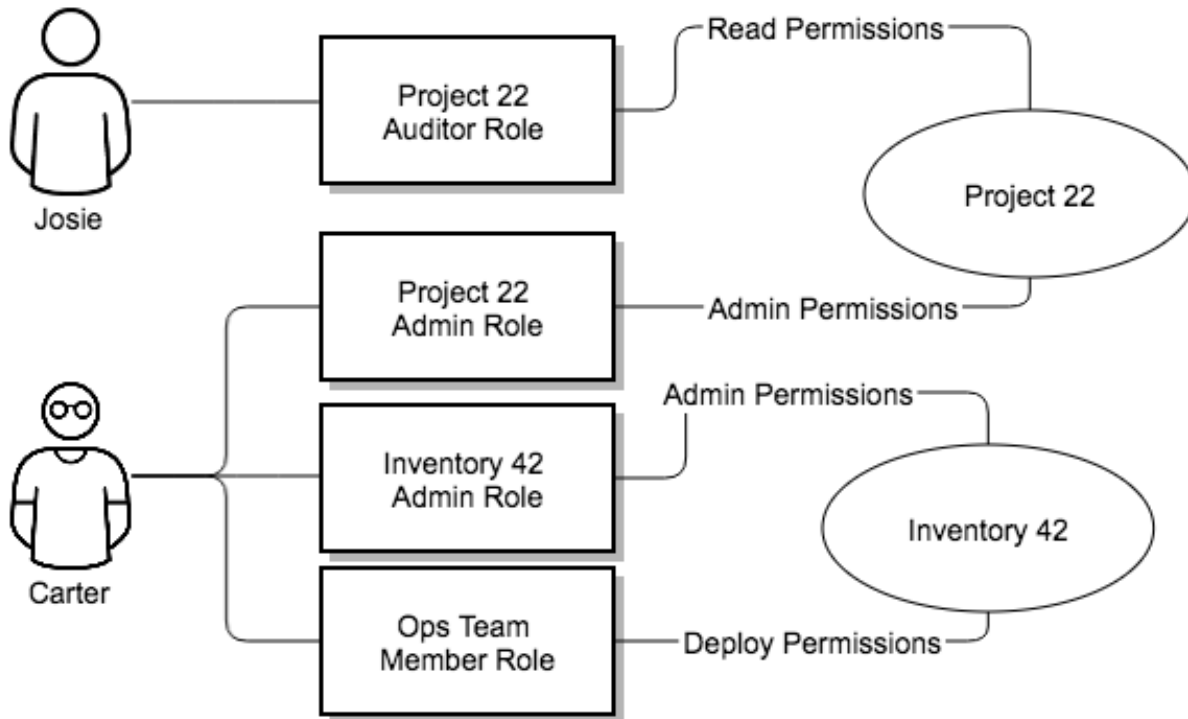 Read Permissions
Project 22
Auditor Role
Project 22
Josie
Project 22
Admin Role
Admin Permissions
Admin Permissions
Inventory 42
Admin Role
Inventory 42
Carter
Ops Team
Member Role
Deploy Permissions